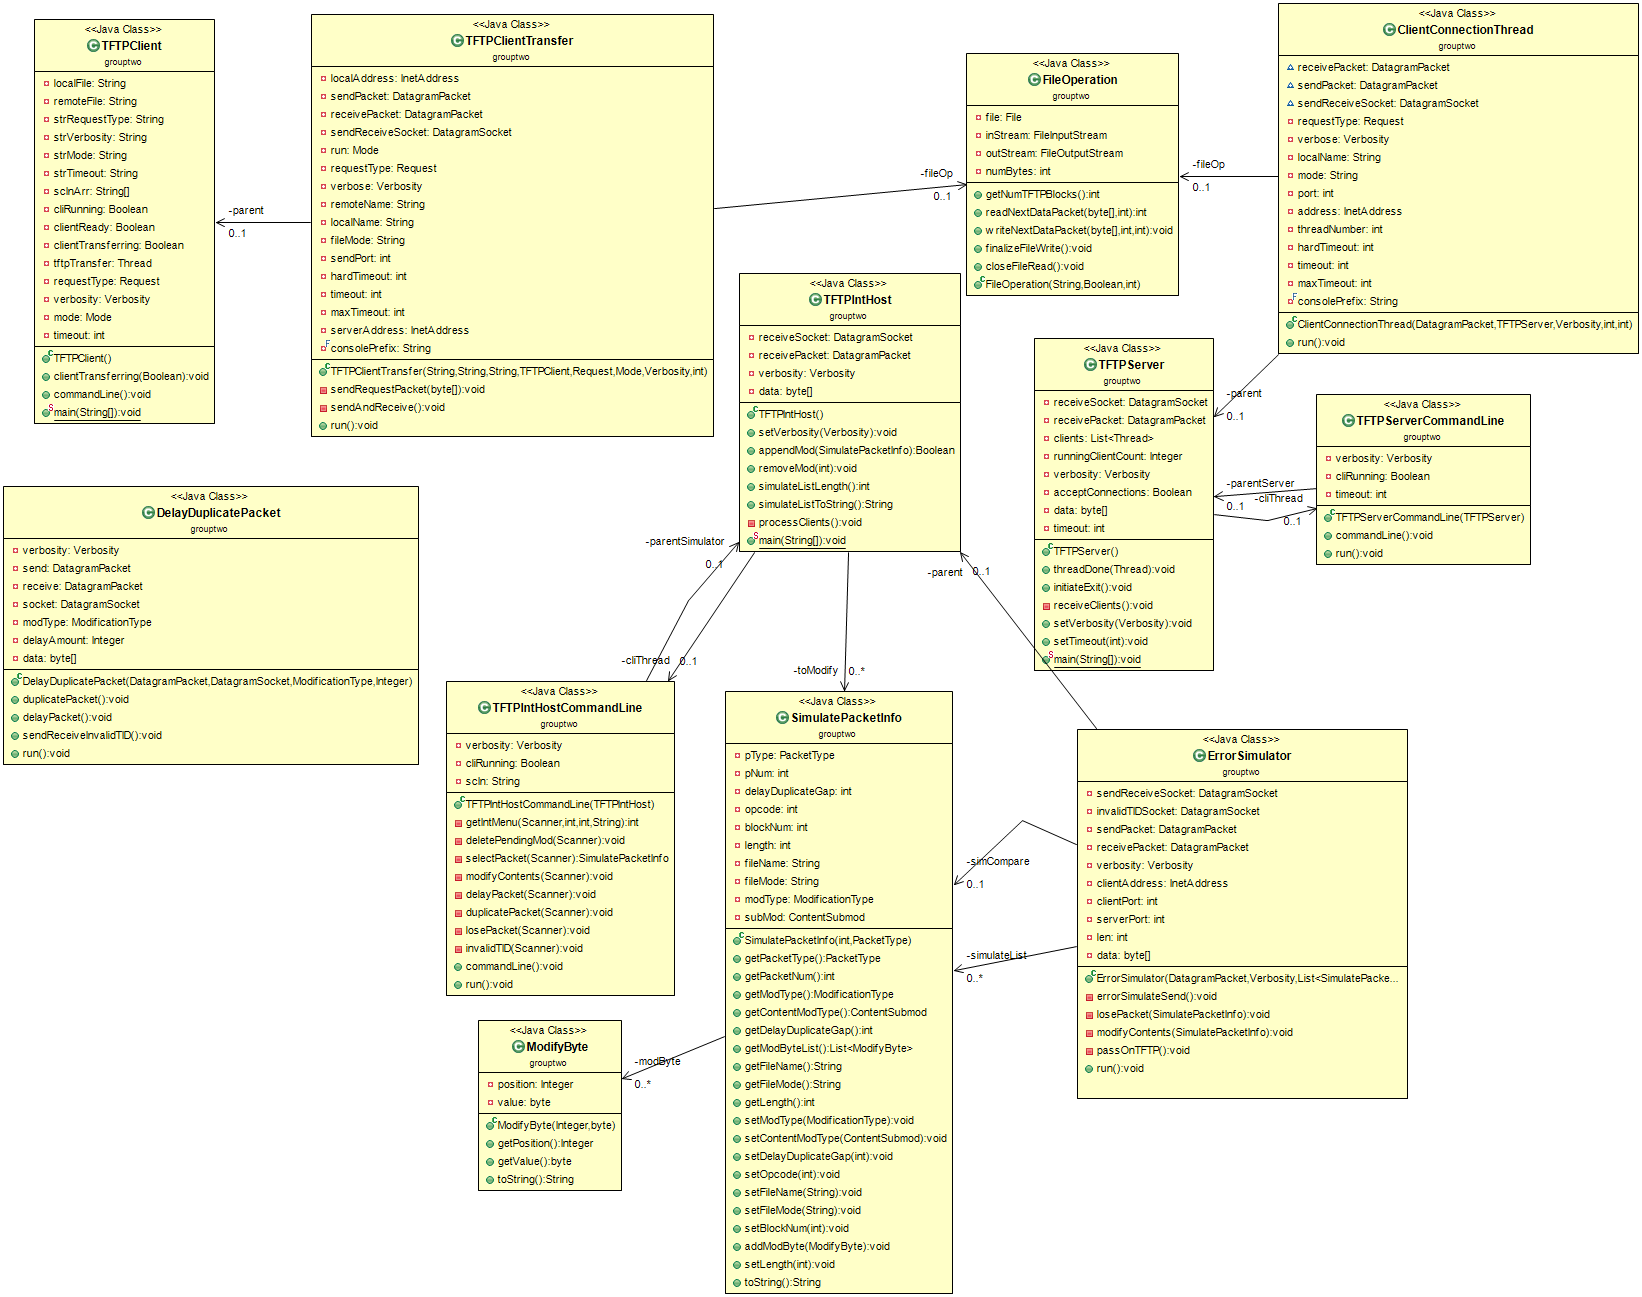 <<Java Class>>
TFTPClient
grouptwo
localFile: String
remoteFile: String
strRequestType: String
strVerbosity: String
strMode: String
strTimeout: String
scInArr: String[]
cliRunning: Boolean
clientReady: Boolean
clientTransferring: Boolean
tftpTransfer: Thread
requestType: Request
verbosity: Verbosity
mode: Mode
timeout: int
TFTPClient()
clientTransferring(Boolean):void
commandLine():void
main(String[]):void
-parent
0..1
<<Java Class>>
TFTPClientTransfer
grouptwo
localAddress: InetAddress
sendPacket: DatagramPacket
receivePacket: DatagramPacket
sendReceiveSocket: DatagramSocket
run: Mode
requestType: Request
verbose: Verbosity
remoteName: String
localName: String
fileMode: String
sendPort: int
hardTimeout: int
timeout: int
maxTimeout: int
serverAddress: InetAddress
consolePrefix: String
TFTPClientTransfer(String,String,String,TFTPClient,Request,Mode,Verbosity,int)
sendRequestPacket(byte[]):void
sendAndReceive():void
run():void
-fileOp
0..1
<<Java Class>>
FileOperation
grouptwo
file: File
inStream: FileInputStream
outStream: FileOutputStream
numBytes: int
getNumTFTPBlocks():int
readNextDataPacket(byte[],int):int
writeNextDataPacket(byte[],int,int):void
finalizeFileWrite():void
closeFileRead():void
FileOperation(String,Boolean,int)
-fileOp
0..1
<<Java Class>>
ClientConnectionThread
grouptwo
receivePacket: DatagramPacket
sendPacket: DatagramPacket
sendReceiveSocket: DatagramSocket
requestType: Request
verbose: Verbosity
localName: String
mode: String
port: int
address: InetAddress
threadNumber: int
hardTimeout: int
timeout: int
maxTimeout: int
consolePrefix: String
ClientConnectionThread(DatagramPacket,TFTPServer,Verbosity,int,int)
run():void
-parent
0..1
<<Java Class>>
TFTPIntHost
grouptwo
receiveSocket: DatagramSocket
receivePacket: DatagramPacket
verbosity: Verbosity
data: byte[]
TFTPIntHost()
setVerbosity(Verbosity):void
appendMod(SimulatePacketInfo):Boolean
removeMod(int):void
simulateListLength():int
simulateListToString():String
processClients():void
main(String[]):void
<<Java Class>>
TFTPServer
grouptwo
receiveSocket: DatagramSocket
receivePacket: DatagramPacket
clients: List<Thread>
runningClientCount: Integer
verbosity: Verbosity
acceptConnections: Boolean
data: byte[]
timeout: int
TFTPServer()
threadDone(Thread):void
initiateExit():void
receiveClients():void
setVerbosity(Verbosity):void
setTimeout(int):void
main(String[]):void
-parentServer
0..1
-cliThread
0..1
<<Java Class>>
TFTPServerCommandLine
grouptwo
verbosity: Verbosity
cliRunning: Boolean
timeout: int
TFTPServerCommandLine(TFTPServer)
commandLine():void
run():void
<<Java Class>>
DelayDuplicatePacket
grouptwo
verbosity: Verbosity
send: DatagramPacket
receive: DatagramPacket
socket: DatagramSocket
modType: ModificationType
delayAmount: Integer
data: byte[]
DelayDuplicatePacket(DatagramPacket,DatagramSocket,ModificationType,Integer)
duplicatePacket():void
delayPacket():void
sendReceiveInvalidTID():void
run():void
-parentSimulator
0..1
-cliThread
0..1
-toModify
0..*
-parent
0..1
<<Java Class>>
TFTPIntHostCommandLine
grouptwo
verbosity: Verbosity
cliRunning: Boolean
scIn: String
TFTPIntHostCommandLine(TFTPIntHost)
getIntMenu(Scanner,int,int,String):int
deletePendingMod(Scanner):void
selectPacket(Scanner):SimulatePacketInfo
modifyContents(Scanner):void
delayPacket(Scanner):void
duplicatePacket(Scanner):void
losePacket(Scanner):void
invalidTID(Scanner):void
commandLine():void
run():void
<<Java Class>>
SimulatePacketInfo
grouptwo
pType: PacketType
pNum: int
delayDuplicateGap: int
opcode: int
blockNum: int
length: int
fileName: String
fileMode: String
modType: ModificationType
subMod: ContentSubmod
SimulatePacketInfo(int,PacketType)
getPacketType():PacketType
getPacketNum():int
getModType():ModificationType
getContentModType():ContentSubmod
getDelayDuplicateGap():int
getModByteList():List<ModifyByte>
getFileName():String
getFileMode():String
getLength():int
setModType(ModificationType):void
setContentModType(ContentSubmod):void
setDelayDuplicateGap(int):void
setOpcode(int):void
setFileName(String):void
setFileMode(String):void
setBlockNum(int):void
addModByte(ModifyByte):void
setLength(int):void
toString():String
-simCompare
0..1
-simulateList
0..*
<<Java Class>>
ErrorSimulator
grouptwo
sendReceiveSocket: DatagramSocket
invalidTIDSocket: DatagramSocket
sendPacket: DatagramPacket
receivePacket: DatagramPacket
verbosity: Verbosity
clientAddress: InetAddress
clientPort: int
serverPort: int
len: int
data: byte[]
ErrorSimulator(DatagramPacket,Verbosity,List<SimulatePacke...
errorSimulateSend():void
losePacket(SimulatePacketInfo):void
modifyContents(SimulatePacketInfo):void
passOnTFTP():void
run():void
-modByte
0..*
<<Java Class>>
ModifyByte
grouptwo
position: Integer
value: byte
ModifyByte(Integer,byte)
getPosition():Integer
getValue():byte
toString():String